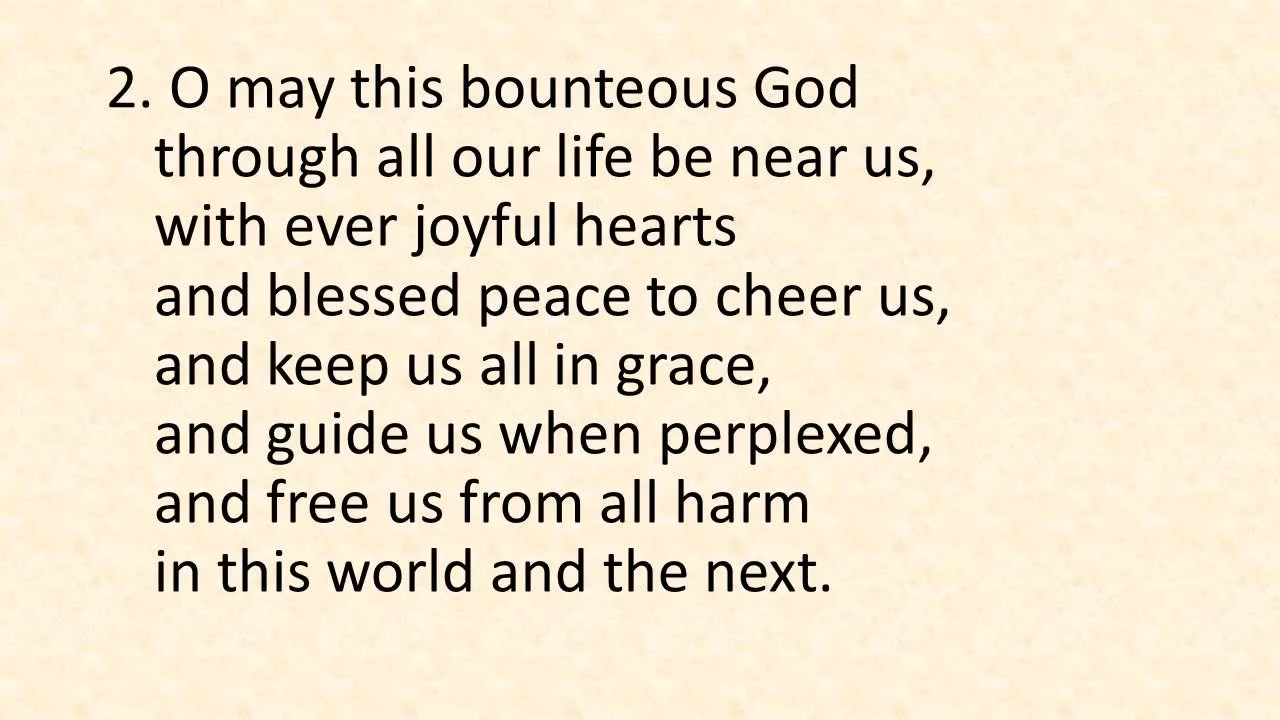 2. O may this bounteous God
through all our life be near us,
with ever joyful hearts
and blessed peace to cheer us,
and keep us all in grace,
and guide us when perplexed,
and free us from all harm
in this world and the next.